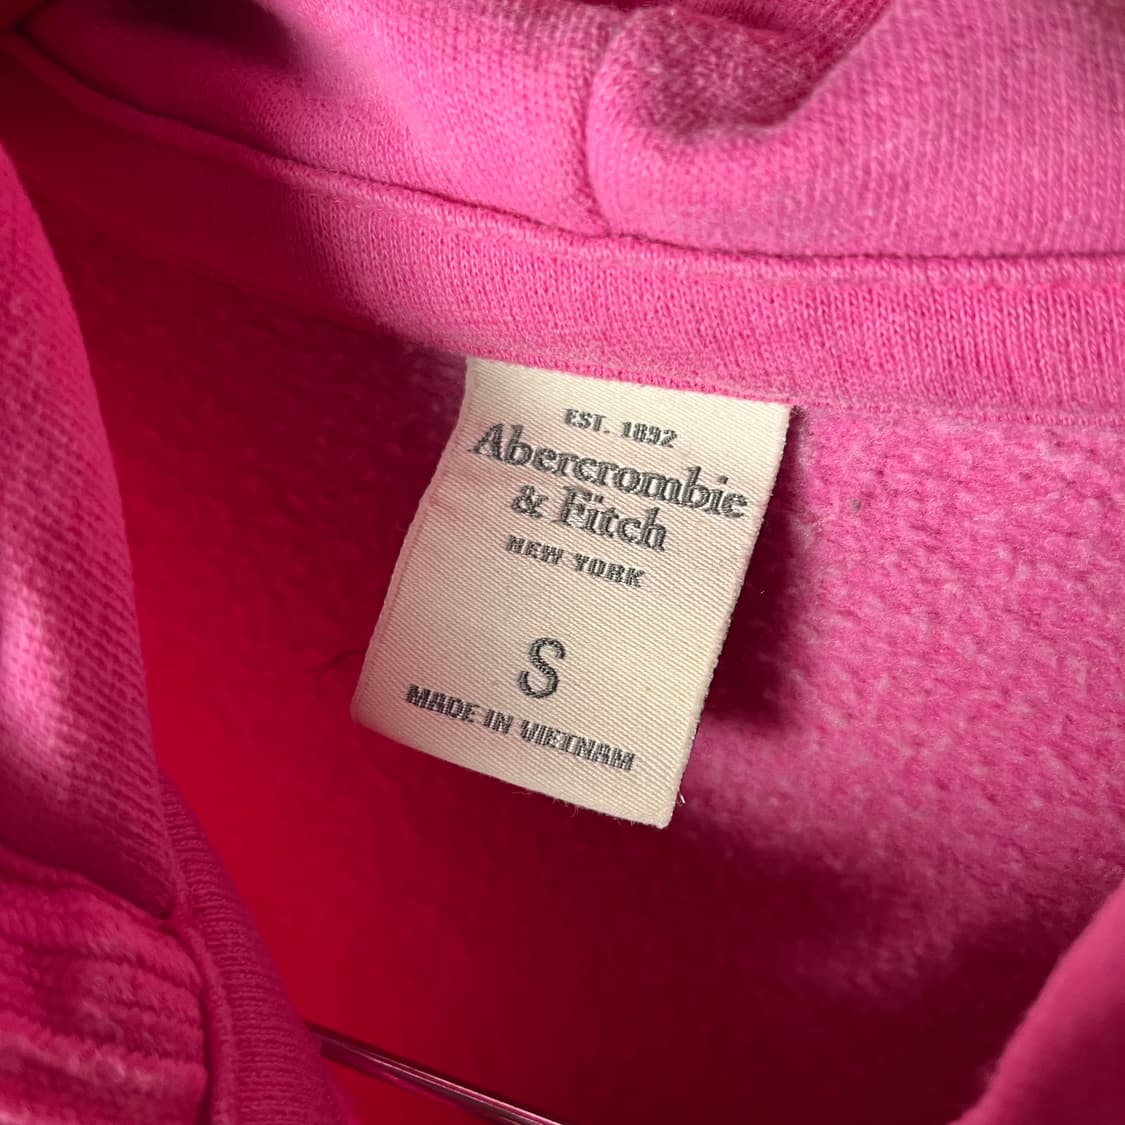 EST. 1892
Abercrombie
& Fitch
NEW YORK
S
MADE IN VIETNAM